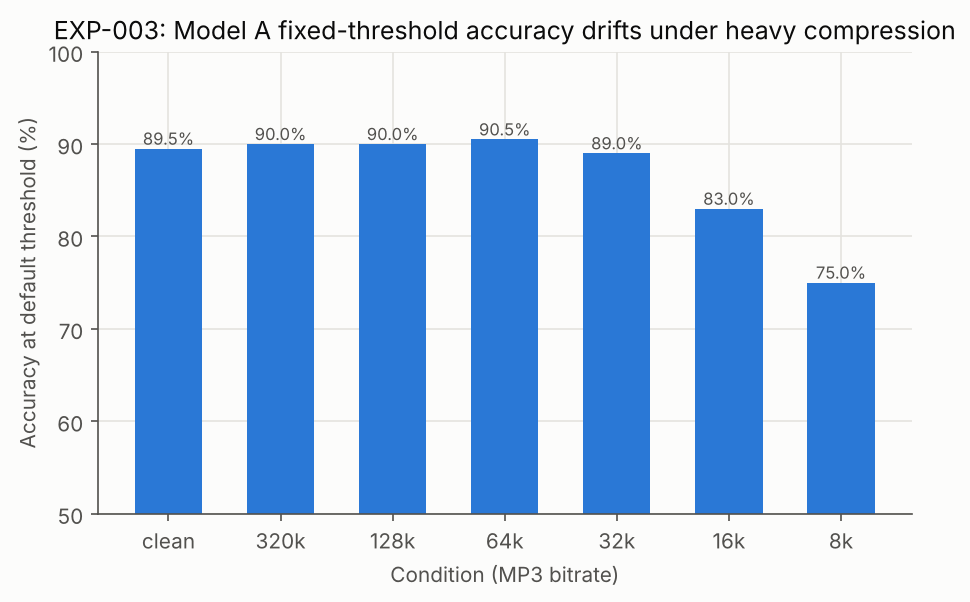 EXP-003: Model A fixed-threshold accuracy drifts under heavy compression
Accuracy at default threshold (%)
100
90
80
70
60
50
89.5%
90.0%
90.0%
90.5%
89.0%
83.0%
75.0%
clean
320k
128k
64k
32k
16k
8k
Condition (MP3 bitrate)